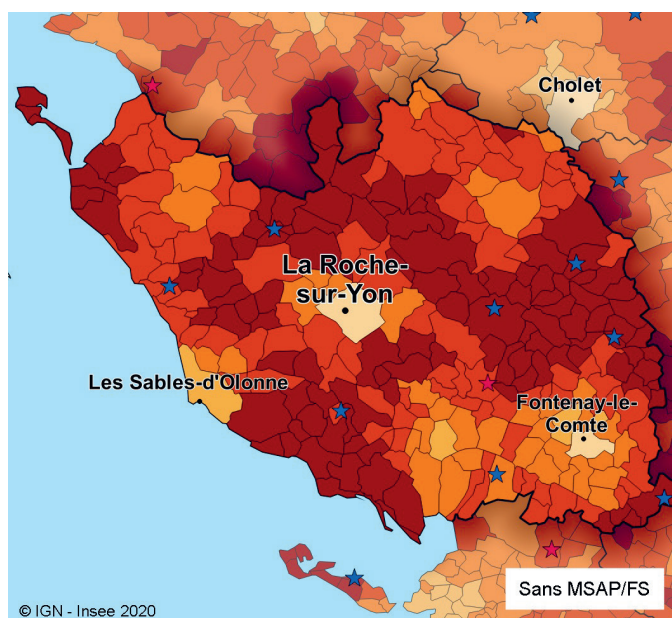 Cholet
La Roche-
sur-Yon
Les Sables-d'Olonne
Fontenay-le-
Comte
Sans MSAP/FS
© IGN - Insee 2020